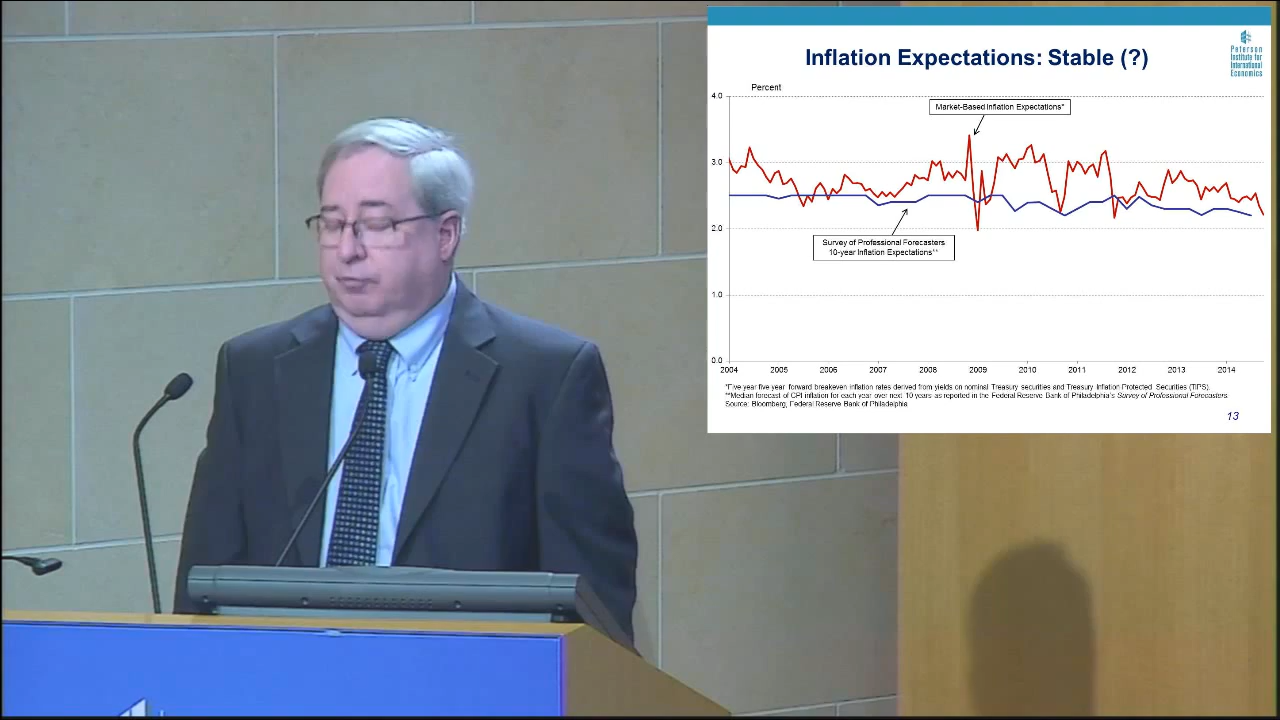 Inflation Expectations: Stable (?)
Peterson
Institute for
International
Economics
Percent
4.0
Market-Based Inflation Expectations*
3.0
2.0
Survey of Professional Forecasters
10-year Inflation Expectations**
1.0
0.0
2004 2005 2006 2007 2008 2009 2010 2011 2012 2013 2014
*Five year five year forward breakeven inflation rates derived from yields on nominal Treasury securities and Treasury Inflation Protected Securities (TIPS).
**Median forecast of CPI inflation for each year over next 10 years as reported in the Federal Reserve Bank of Philadelphia's Survey of Professional Forecasters.
Source: Bloomberg, Federal Reserve Bank of Philadelphia
13